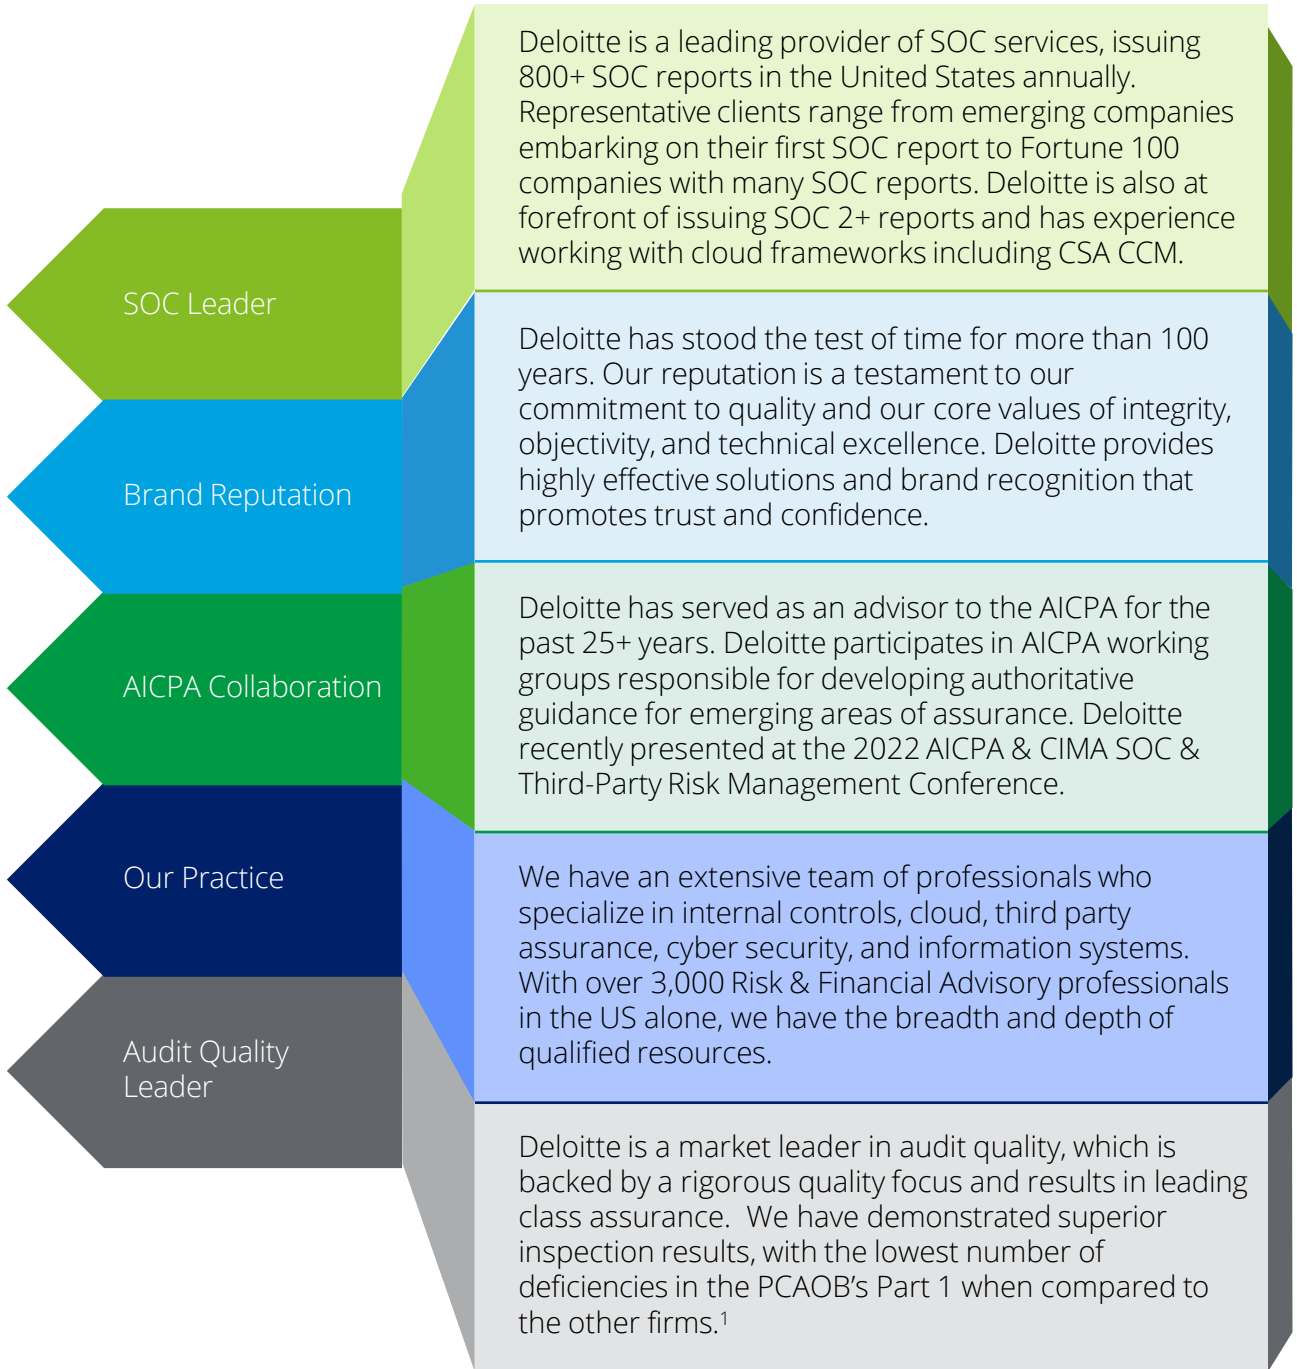 Deloitte is a leading provider of SOC services, issuing
800+ SOC reports in the United States annually.
Representative clients range from emerging companies
embarking on their first SOC report to Fortune 100
companies with many SOC reports. Deloitte is also at
forefront of issuing SOC 2+ reports and has experience
working with cloud frameworks including CSA CCM.
SOC Leader
Deloitte has stood the test of time for more than 100
years. Our reputation is a testament to our
commitment to quality and our core values of integrity,
objectivity, and technical excellence. Deloitte provides
highly effective solutions and brand recognition that
promotes trust and confidence.
Brand Reputation
Deloitte has served as an advisor to the AICPA for the
past 25+ years. Deloitte participates in AICPA working
groups responsible for developing authoritative
guidance for emerging areas of assurance. Deloitte
recently presented at the 2022 AICPA & CIMA SOC &
Third-Party Risk Management Conference.
AICPA Collaboration
We have an extensive team of professionals who
specialize in internal controls, cloud, third party
assurance, cyber security, and information systems.
With over 3,000 Risk & Financial Advisory professionals
in the US alone, we have the breadth and depth of
qualified resources.
Our Practice
Deloitte is a market leader in audit quality, which is
backed by a rigorous quality focus and results in leading
class assurance.  We have demonstrated superior
inspection results, with the lowest number of
deficiencies in the PCAOB’s Part 1 when compared to
the other firms.1
Audit Quality
Leader